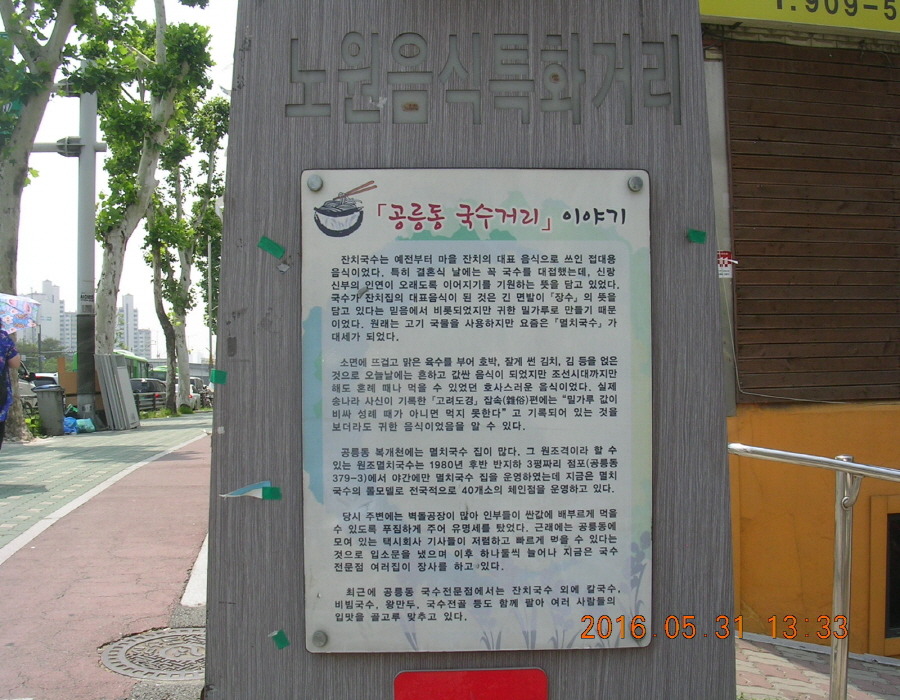 T.909-5
노원음식특화거리
「공릉동 국수거리」 이야기
잔치국수는 예전부터 마을 잔치의 대표 음식으로 쓰인 접대용
음식이었다. 특히 결혼식 날에는 꼭 국수를 대접했는데, 신랑
신부의 인연이 오래도록 이어지기를 기원하는 뜻을 담고 있었다.
국수가 잔치집의 대표음식이 된 것은 긴 면발이 「장수」의 뜻을
담고 있다는 믿음에서 비롯되었지만 귀한 밀가루로 만들기 때문
이었다. 원래는 고기 국물을 사용하지만 요즘은 「멸치국수」가
대세가 되었다.
소면에 뜨겁고 맑은 육수를 부어 호박, 잘게 썬 김치, 김 등을 얹은
것으로 오늘날에는 흔하고 값싼 음식이 되었지만 조선시대까지만
해도 혼례 때나 먹을 수 있었던 호사스러운 음식이었다. 실제
송나라 사신이 기록한 「고려도경」 잡속(雜俗)편에는 "밀가루 값이
비싸 성례 때가 아니면 먹지 못한다" 고 기록되어 있는 것을
보더라도 귀한 음식이었음을 알 수 있다.
공릉동 복개천에는 멸치국수 집이 많다. 그 원조격이라 할 수
있는 원조멸치국수는 1980년 후반 반지하 3평짜리 점포(공릉동
379-3)에서 야간에만 멸치국수 집을 운영하였는데 지금은 멸치
국수의 롤모델로 전국적으로 40개소의 체인점을 운영하고 있다.
당시 주변에는 벽돌공장이 많아 인부들이 싼값에 배부르게 먹을
수 있도록 푸짐하게 주어 유명세를 탔었다. 근래에는 공릉동에
모여 있는 택시회사 기사들이 저렴하고 빠르게 먹을 수 있다는
것으로 입소문을 냈으며 이후 하나둘씩 늘어나 지금은 국수
전문점 여러집이 장사를 하고 있다.
최근에 공릉동 국수전문점에서는 잔치국수 외에 칼국수,
비빔국수, 왕만두, 국수전골 등도 함께 팔아 여러 사람들의
입맛을 골고루 맞추고 있다.
2016.05.31 13:33